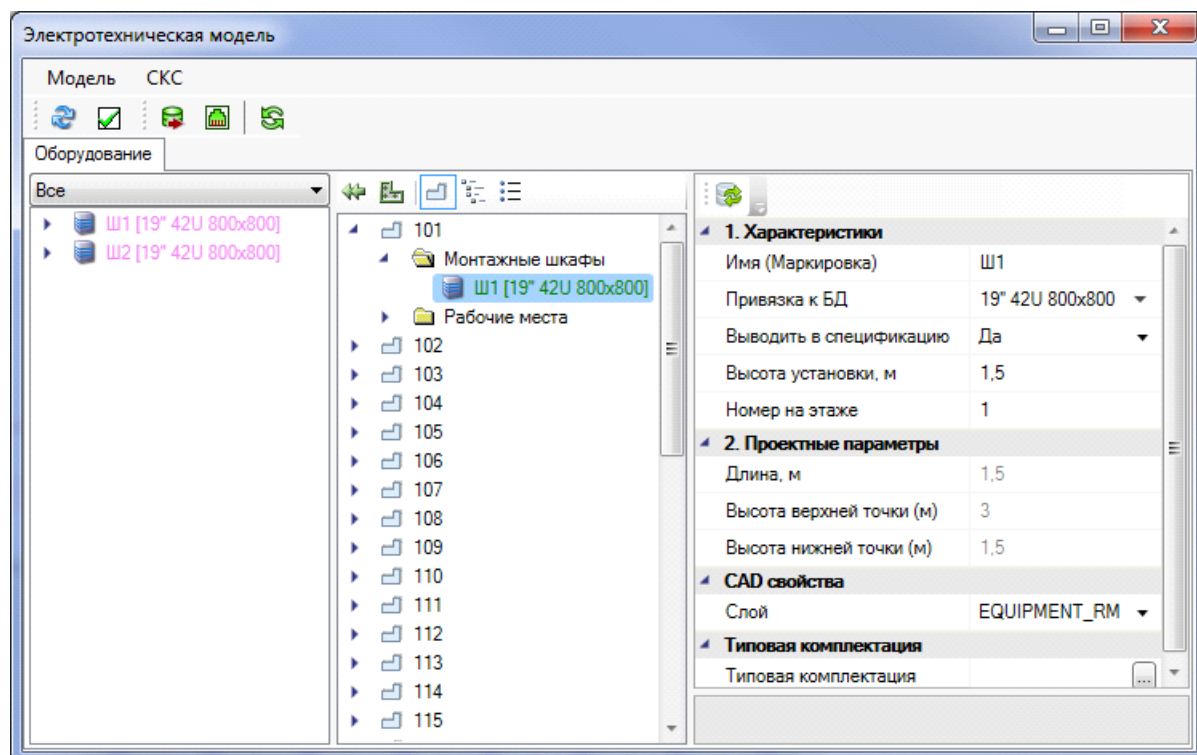 Электротехническая модель
Модель СКС
Оборудование
Все
Ш1 [19" 42U 800x800]
Ш2 [19" 42U 800x800]
101
Монтажные шкафы
Ш1 [19" 42U 800x800]
Рабочие места
102
103
104
105
106
107
108
109
110
111
112
113
114
115
1. Характеристики
Имя (Маркировка) Ш1
Привязка к БД 19" 42U 800x800
Выводить в спецификацию Да
Высота установки, м 1,5
Номер на этаже 1
2. Проектные параметры
Длина, м 1,5
Высота верхней точки (м) 3
Высота нижней точки (м) 1,5
CAD свойства
Слой EQUIPMENT_RM
Типовая комплектация
Типовая комплектация ...